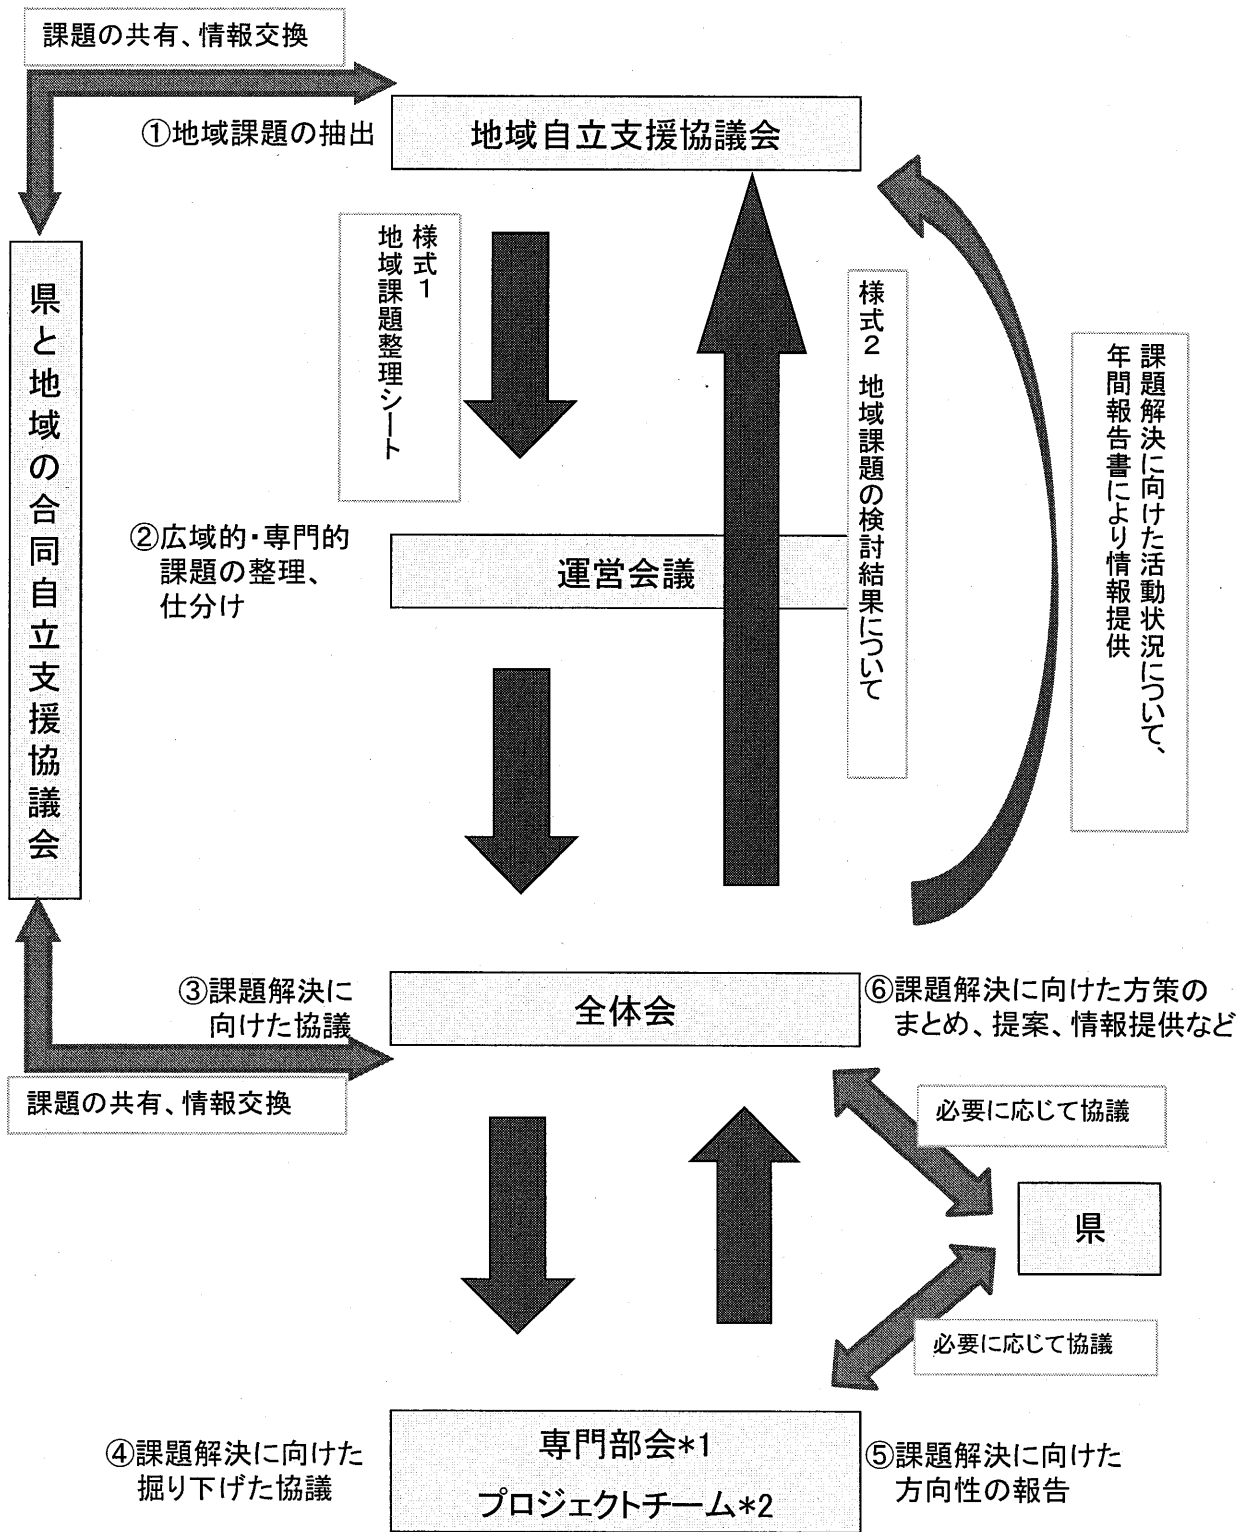 課題の共有、情報交換
①地域課題の抽出
地域自立支援協議会
県と地域の合同自立支援協議会
様式1
地域課題整理シート
様式2 地域課題の検討結果について
課題解決に向けた活動状況について、
年間報告書により情報提供
②広域的・専門的
課題の整理、
仕分け
運営会議
③課題解決に
向けた協議
全体会
⑥課題解決に向けた方策の
まとめ、提案、情報提供など
課題の共有、情報交換
必要に応じて協議
県
必要に応じて協議
④課題解決に向けた
掘り下げた協議
専門部会*1
プロジェクトチーム*2
⑤課題解決に向けた
方向性の報告